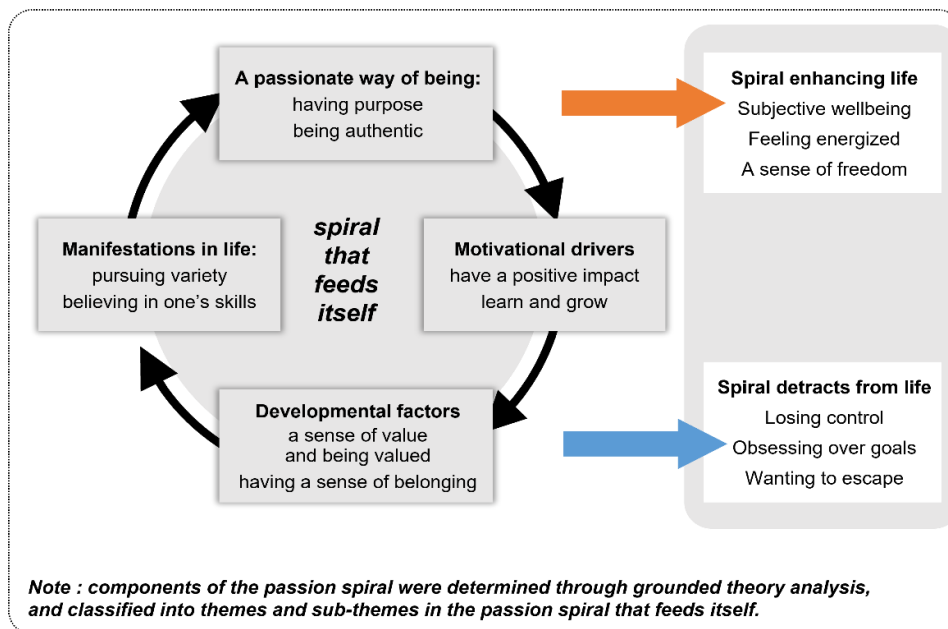 A passionate way of being:
having purpose
being authentic
Motivational drivers
have a positive impact
learn and grow
Developmental factors
a sense of value
and being valued
having a sense of belonging
Manifestations in life:
pursuing variety
believing in one's skills
spiral
that
feeds
itself
Spiral enhancing life
Subjective wellbeing
Feeling energized
A sense of freedom
Spiral detracts from life
Losing control
Obsessing over goals
Wanting to escape
Note : components of the passion spiral were determined through grounded theory analysis,
and classified into themes and sub-themes in the passion spiral that feeds itself.